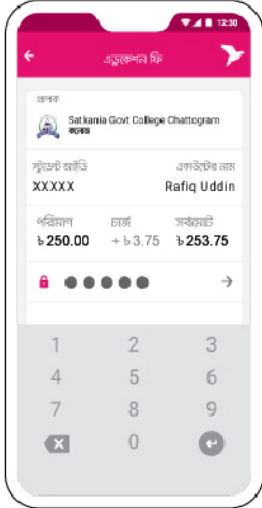 12:30
এডুকেশন ফি
প্রাপক
Satkania Govt College Chattogram
কলেজ
স্টুডেন্ট আইডি একাউন্টের নাম
XXXXX Rafiq Uddin
পরিমাণ চার্জ সর্বমোট
৳ 250.00 + ৳ 3.75 ৳ 253.75
1 2 3
4 5 6
7 8 9
0